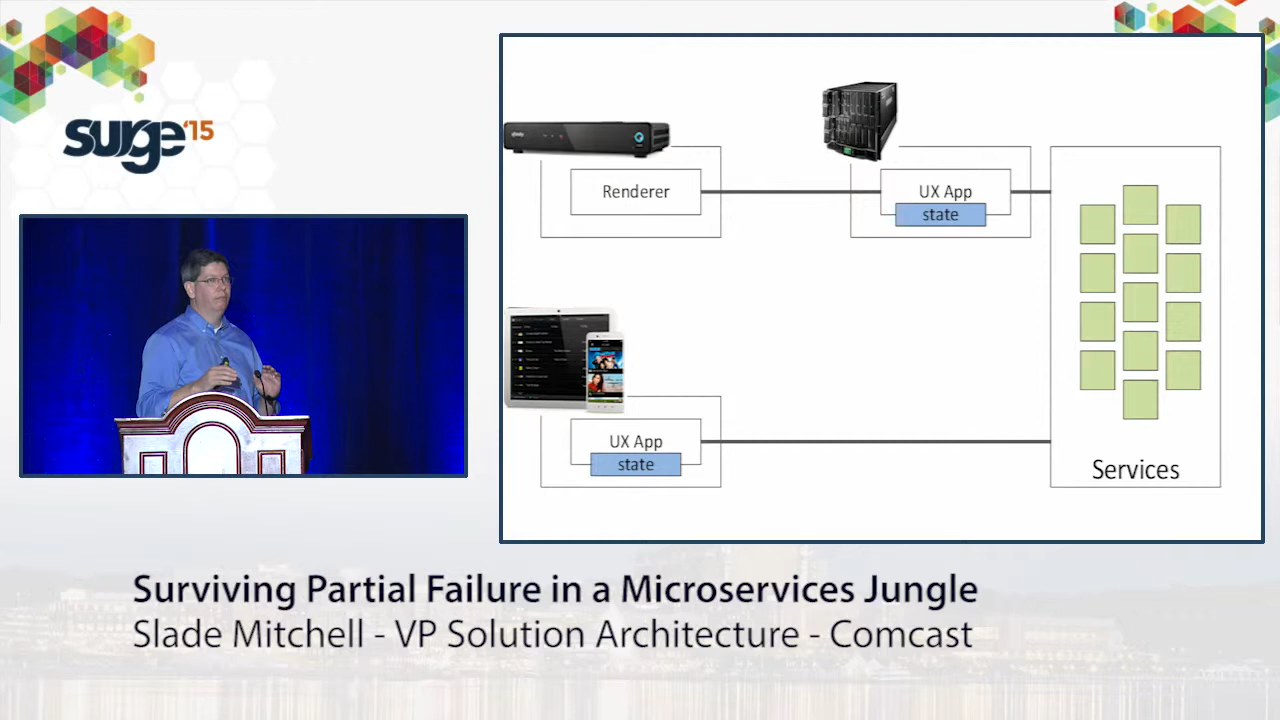 surge '15
xfinity
Renderer
UX App
state
UX App
state
Services
Surviving Partial Failure in a Microservices Jungle
Slade Mitchell - VP Solution Architecture - Comcast